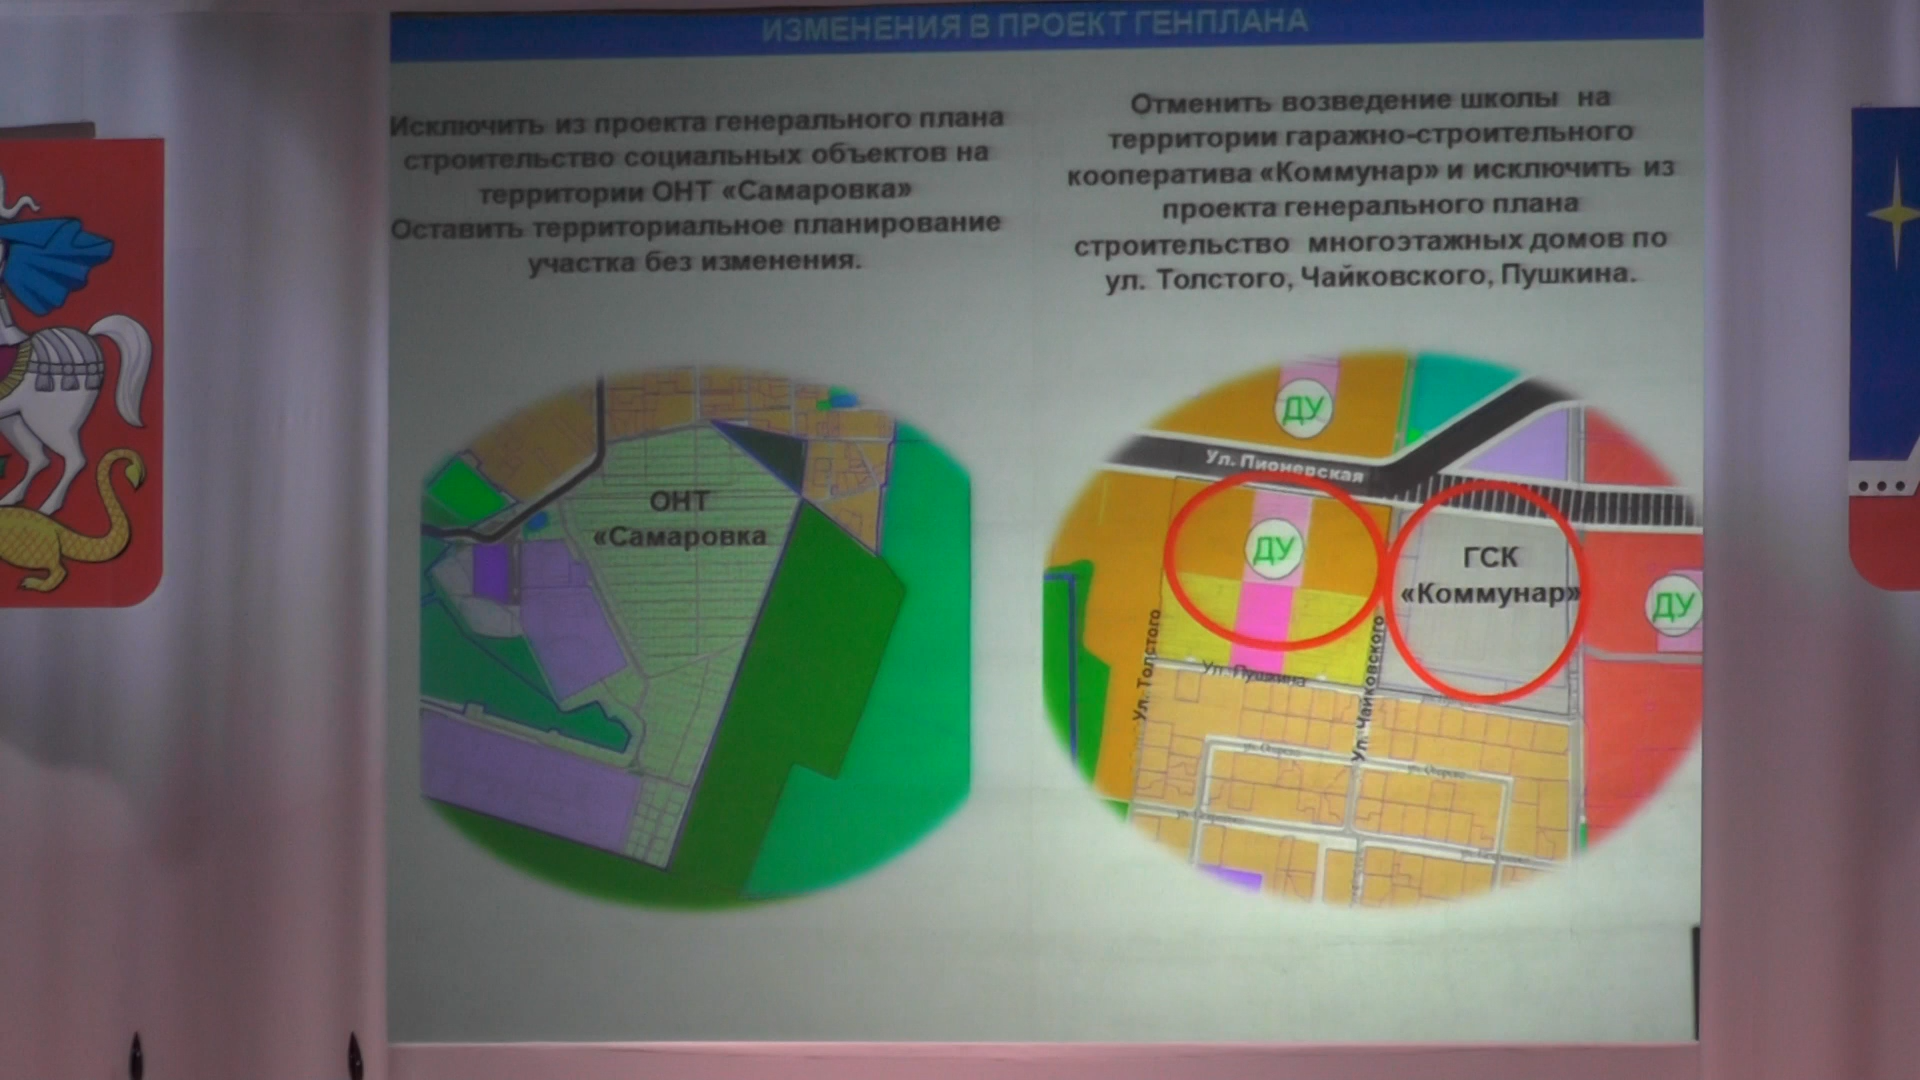 ИЗМЕНЕНИЯ В ПРОЕКТ ГЕНПЛАНА
Исключить из проекта генерального плана
строительство социальных объектов на
территории ОНТ «Самаровка»
Оставить территориальное планирование
участка без изменения.
Отменить возведение школы на
территории гаражно-строительного
кооператива «Коммунар» и исключить из
проекта генерального плана
строительство многоэтажных домов по
ул. Толстого, Чайковского, Пушкина.
ОНТ
«Самаровка
ДУ
Ул. Пионерская
ДУ
ГСК
«Коммунар»
ДУ
Ул. Толстого
Ул. Пушкина
Ул. Чайковского